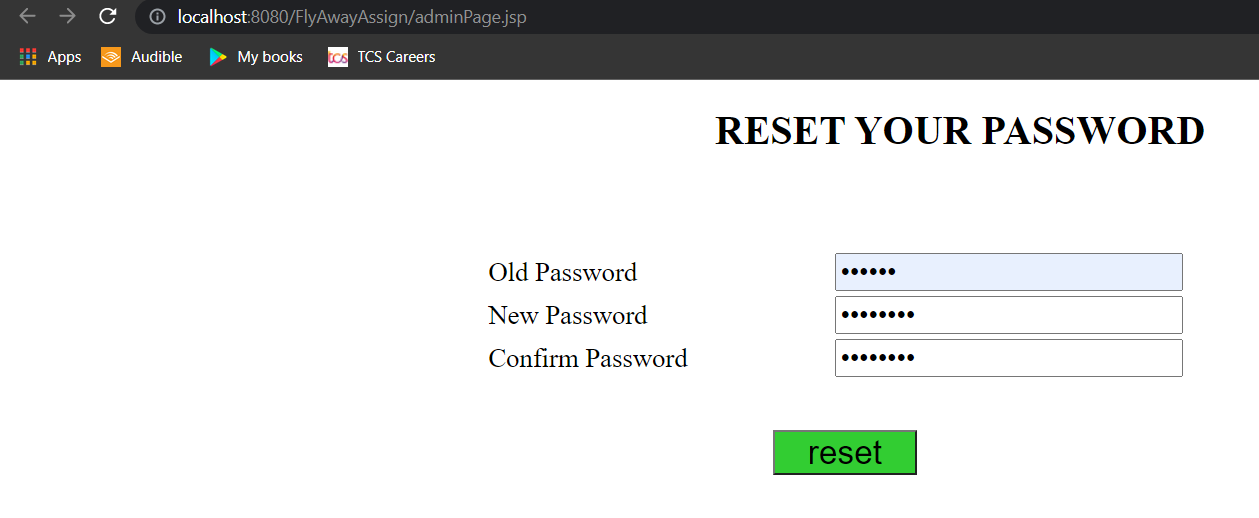 localhost:8080/FlyAwayAssign/adminPage.jsp
Apps Audible My books tcs TCS Careers
RESET YOUR PASSWORD
Old Password ••••••
New Password ••••••••
Confirm Password ••••••••
reset